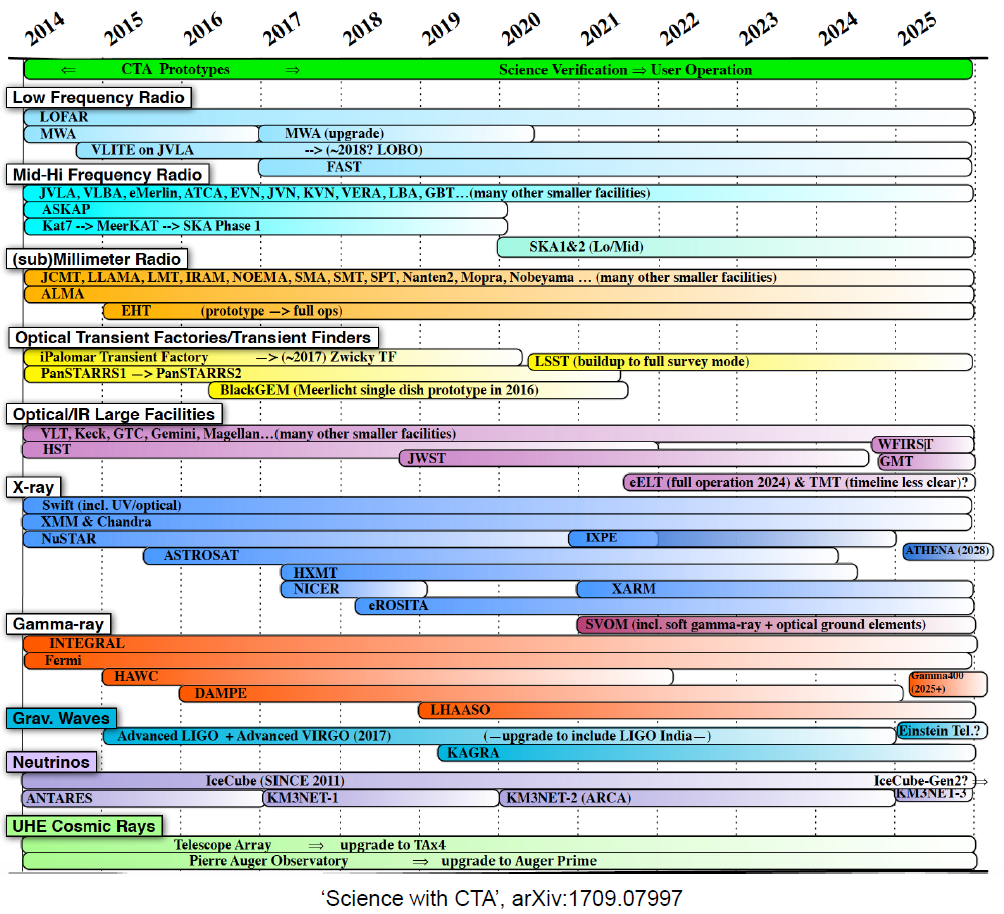 2014 2015 2016 2017 2018 2019 2020 2021 2022 2023 2024 2025
⇐ CTA Prototypes ⇒ Science Verification ⇒ User Operation
Low Frequency Radio
LOFAR
MWA MWA (upgrade)
VLITE on JVLA --> (~2018? LOBO)
FAST
Mid-Hi Frequency Radio
JVLA, VLBA, eMerlin, ATCA, EVN, JVN, KVN, VERA, LBA, GBT...(many other smaller facilities)
ASKAP
Kat7 --> MeerKAT --> SKA Phase 1
SKA1&2 (Lo/Mid)
(sub)Millimeter Radio
JCMT, LLAMA, LMT, IRAM, NOEMA, SMA, SMT, SPT, Nanten2, Mopra, Nobeyama ... (many other smaller facilities)
ALMA
EHT (prototype —> full ops)
Optical Transient Factories/Transient Finders
iPalomar Transient Factory —> (~2017) Zwicky TF
LSST (buildup to full survey mode)
PanSTARRS1 —> PanSTARRS2
BlackGEM (Meerlicht single dish prototype in 2016)
Optical/IR Large Facilities
VLT, Keck, GTC, Gemini, Magellan...(many other smaller facilities)
HST WFIRST
JWST GMT
eELT (full operation 2024) & TMT (timeline less clear)?
X-ray
Swift (incl. UV/optical)
XMM & Chandra
NuSTAR IXPE
ASTROSAT ATHENA (2028)
HXMT
NICER XARM
eROSITA
Gamma-ray
SVOM (incl. soft gamma-ray + optical ground elements)
INTEGRAL
Fermi
HAWC Gamma400
(2025+)
DAMPE
LHAASO
Grav. Waves
Advanced LIGO + Advanced VIRGO (2017) (—upgrade to include LIGO India—) Einstein Tel.?
KAGRA
Neutrinos
IceCube (SINCE 2011) IceCube-Gen2? ⇒
ANTARES KM3NET-1 KM3NET-2 (ARCA) KM3NET-3
UHE Cosmic Rays
Telescope Array ⇒ upgrade to TAx4
Pierre Auger Observatory ⇒ upgrade to Auger Prime
‘Science with CTA’, arXiv:1709.07997